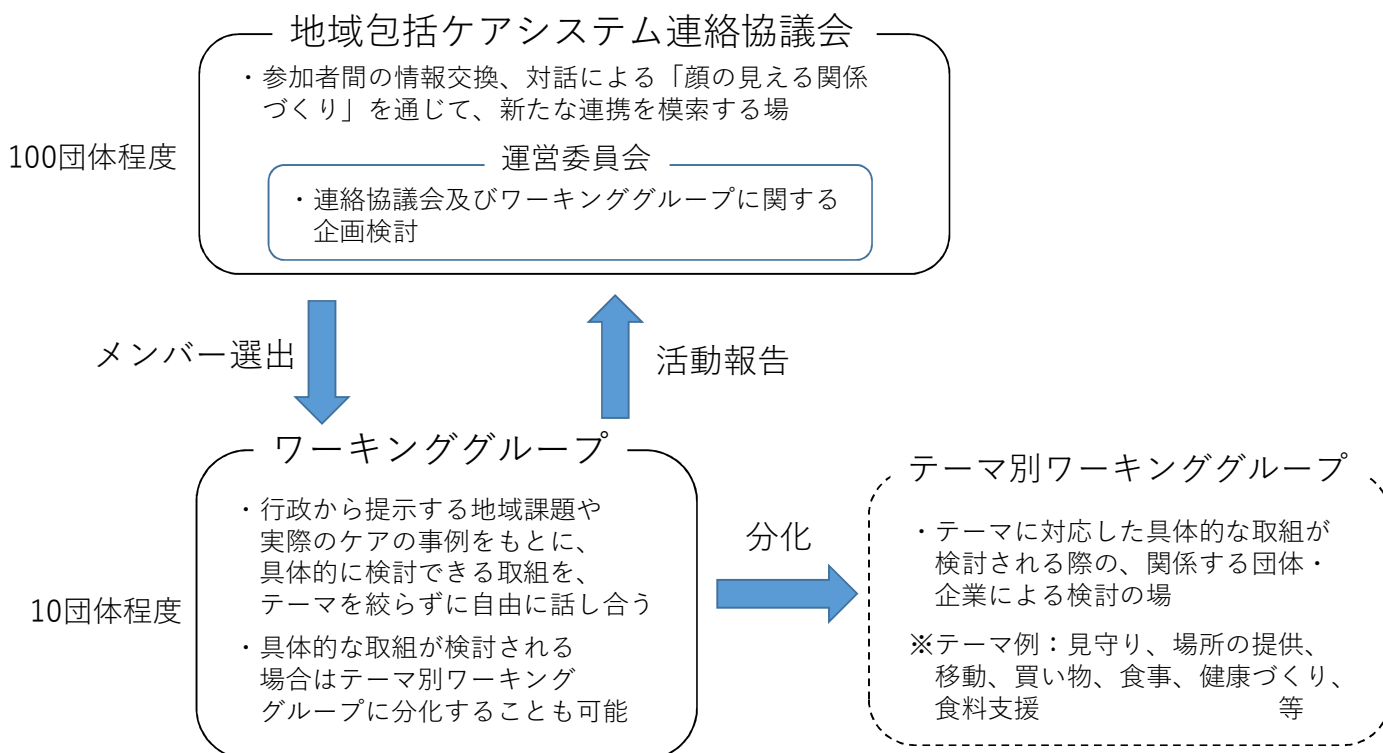 地域包括ケアシステム連絡協議会
・参加者間の情報交換、対話による「顔の見える関係
づくり」を通じて、新たな連携を模索する場
100団体程度
運営委員会
・連絡協議会及びワーキンググループに関する
企画検討
メンバー選出
活動報告
ワーキンググループ
・行政から提示する地域課題や
実際のケアの事例をもとに、
具体的に検討できる取組を、
テーマを絞らずに自由に話し合う
・具体的な取組が検討される
場合はテーマ別ワーキング
グループに分化することも可能
10団体程度
分化
テーマ別ワーキンググループ
・テーマに対応した具体的な取組が
検討される際の、関係する団体・
企業による検討の場
※テーマ例：見守り、場所の提供、
移動、買い物、食事、健康づくり、
食料支援 等